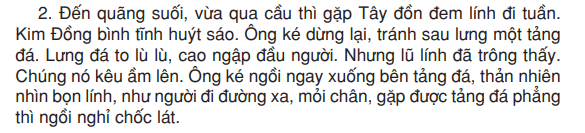 2. Đến quãng suối, vừa qua cầu thì gặp Tây đồn đem lính đi tuần.
Kim Đồng bình tĩnh huýt sáo. Ông ké dừng lại, tránh sau lưng một tảng
đá. Lưng đá to lù lù, cao ngập đầu người. Nhưng lũ lính đã trông thấy.
Chúng nó kêu ầm lên. Ông ké ngồi ngay xuống bên tảng đá, thản nhiên
nhìn bọn lính, như người đi đường xa, mỏi chân, gặp được tảng đá phẳng
thì ngồi nghỉ chốc lát.